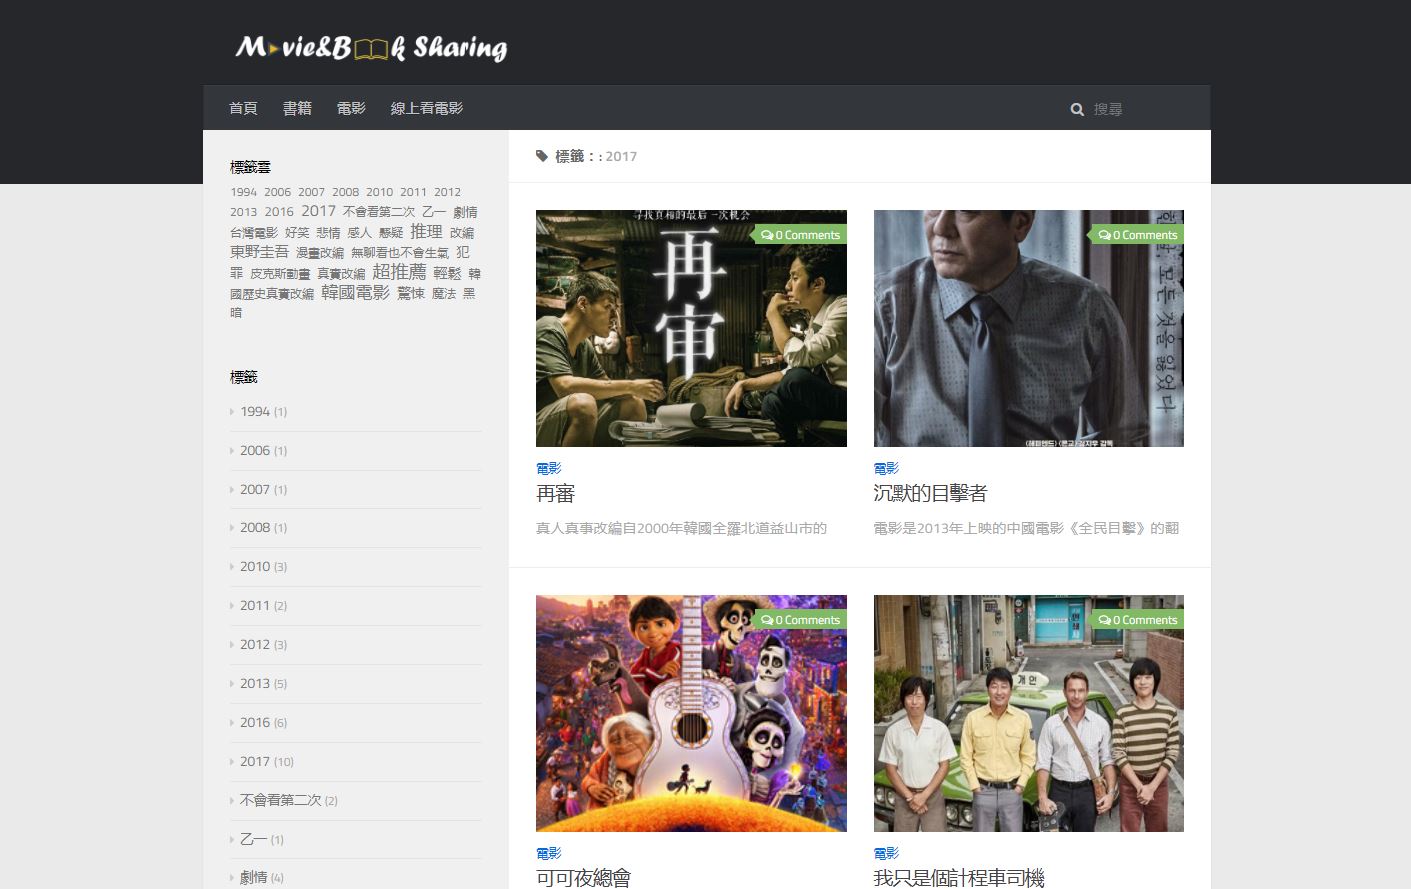 Movie&Book Sharing
首頁 書籍 電影 線上看電影
搜尋
標籤雲
1994 2006 2007 2008 2010 2011 2012
2013 2016 2017 不會看第二次 乙一 劇情
台灣電影 好笑 悲情 感人 懸疑 推理 改編
東野圭吾 漫畫改編 無聊看也不會生氣 犯
罪 皮克斯動畫 真實改編 超推薦 輕鬆 韓
國歷史真實改編 韓國電影 驚悚 魔法 黑
暗
標籤
1994 (1)
2006 (1)
2007 (1)
2008 (1)
2010 (3)
2011 (2)
2012 (3)
2013 (5)
2016 (6)
2017 (10)
不會看第二次 (2)
乙一 (1)
劇情 (4)
標籤：: 2017
寻找真相的最后一次机会
0 Comments
再审
電影
再審
真人真事改編自2000年韓國全羅北道益山市的
0 Comments
모든 것을 잃었다
電影
沉默的目擊者
電影是2013年上映的中國電影《全民目擊》的翻
0 Comments
電影
可可夜總會
0 Comments
개인
電影
我只是個計程車司機